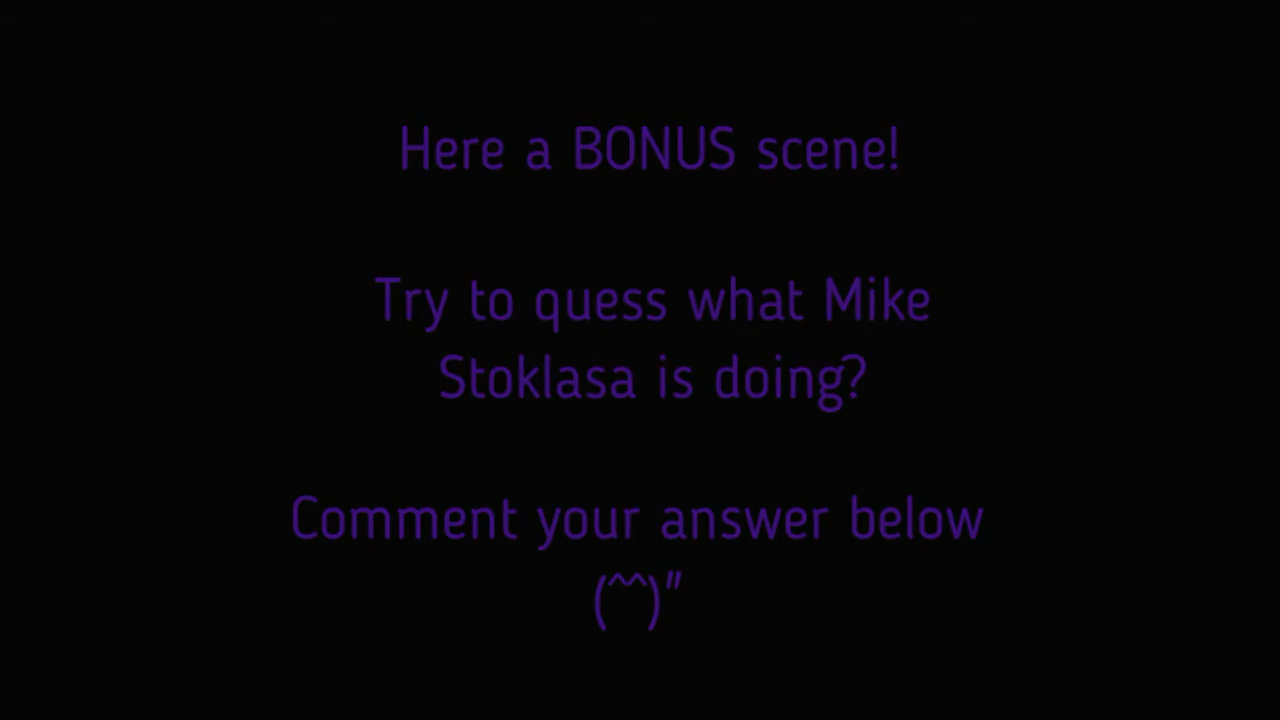 Here a BONUS scene!
Try to quess what Mike
Stoklasa is doing?
Comment your answer below
(^^)"